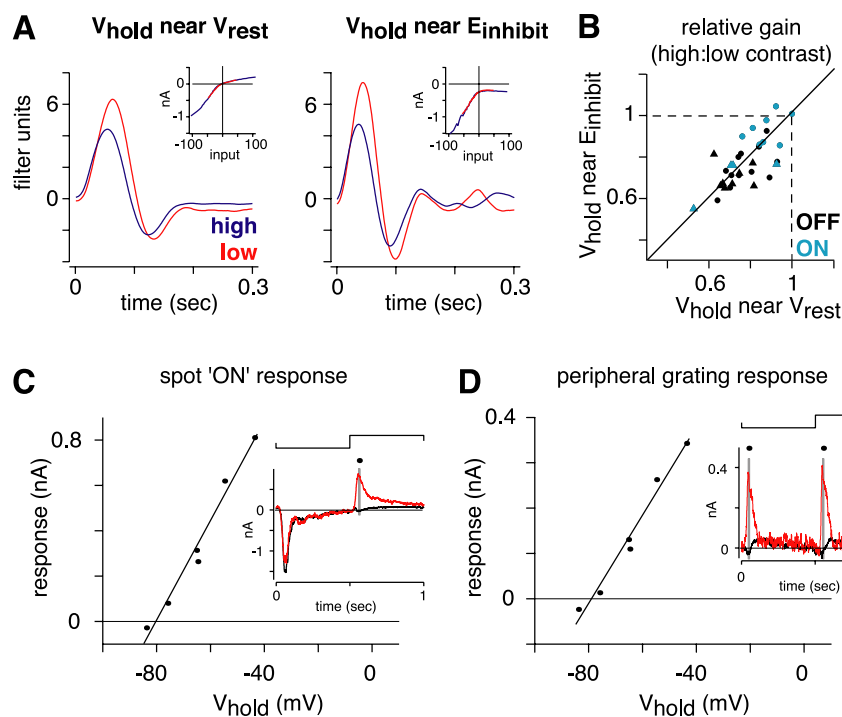 A
Vhold near Vrest
Vhold near Einhibit
B
relative gain
(high:low contrast)
filter units
6
0
nA
0
-1
-100
100
input
high
low
0
0.3
time (sec)
6
0
nA
0
-1
-100
100
input
0
0.3
time (sec)
Vhold near Einhibit
1
0.6
OFF
ON
0.6
1
Vhold near Vrest
C
spot 'ON' response
response (nA)
0.8
0
-80
-40
0
Vhold (mV)
nA
1
0
-1
0
1
time (sec)
D
peripheral grating response
response (nA)
0.4
0
-80
-40
0
Vhold (mV)
nA
0.4
0
0
time (sec)